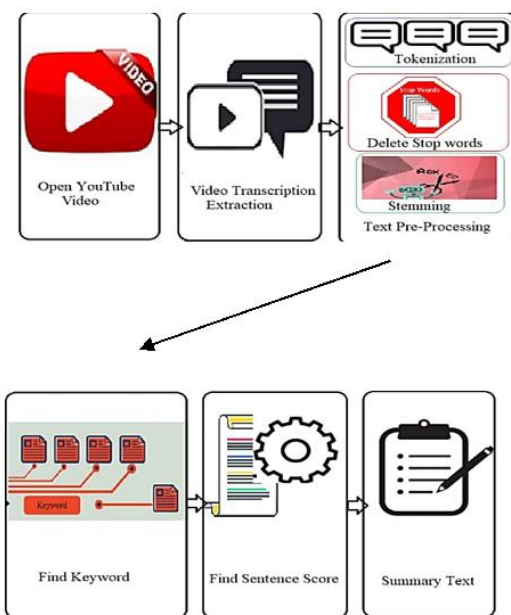 VIDEO
Open YouTube
Video
Video Transcription
Extraction
Tokenization
Stop Words
Delete Stop words
Stemming
Text Pre-Processing
Keyword
Find Keyword
Find Sentence Score
Summary Text